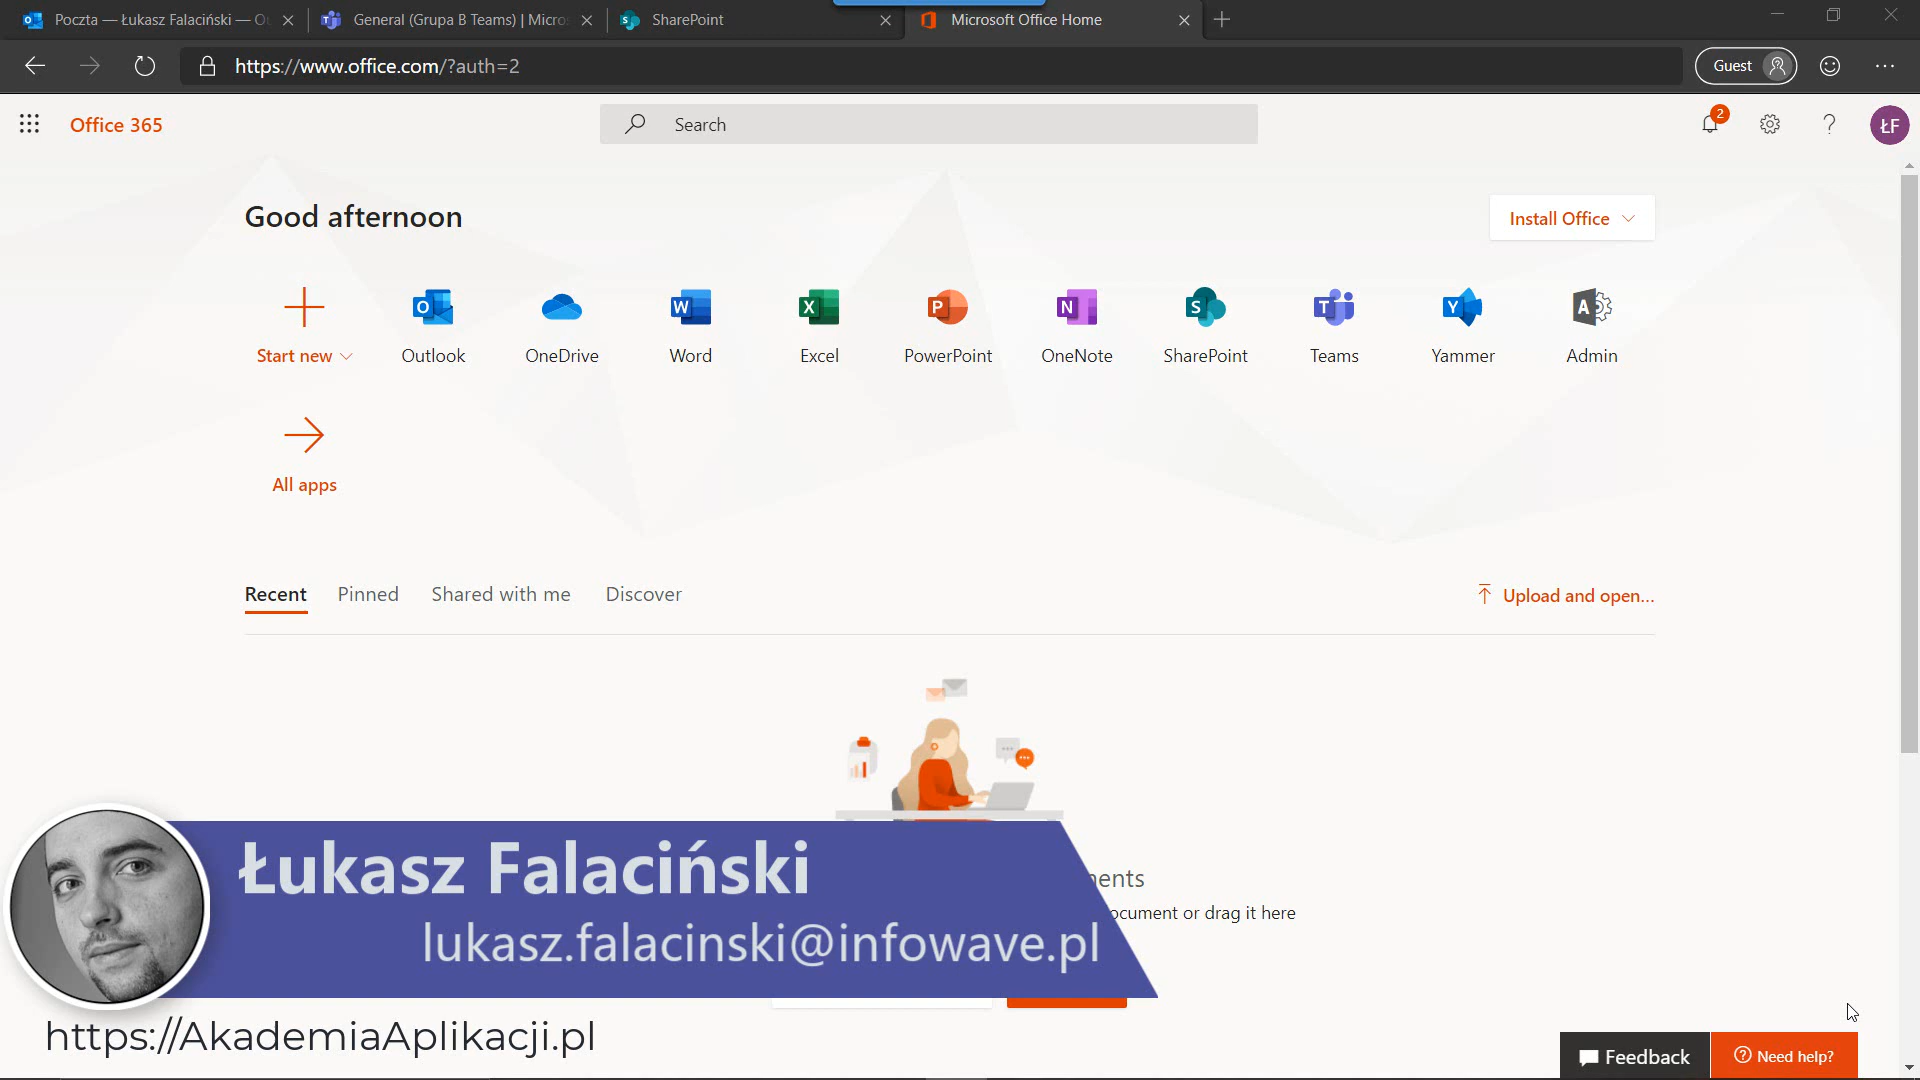 Poczta — Łukasz Falaciński — O
General (Grupa B Teams) | Micro
SharePoint
Microsoft Office Home
https://www.office.com/?auth=2
Guest
Office 365
Search
2
ŁF
Good afternoon
Install Office
Start new
Outlook
OneDrive
Word
Excel
PowerPoint
OneNote
SharePoint
Teams
Yammer
Admin
All apps
Recent
Pinned
Shared with me
Discover
Upload and open...
Łukasz Falaciński
ents
ocument or drag it here
lukasz.falacinski@infowave.pl
https://AkademiaAplikacji.pl
Feedback
Need help?